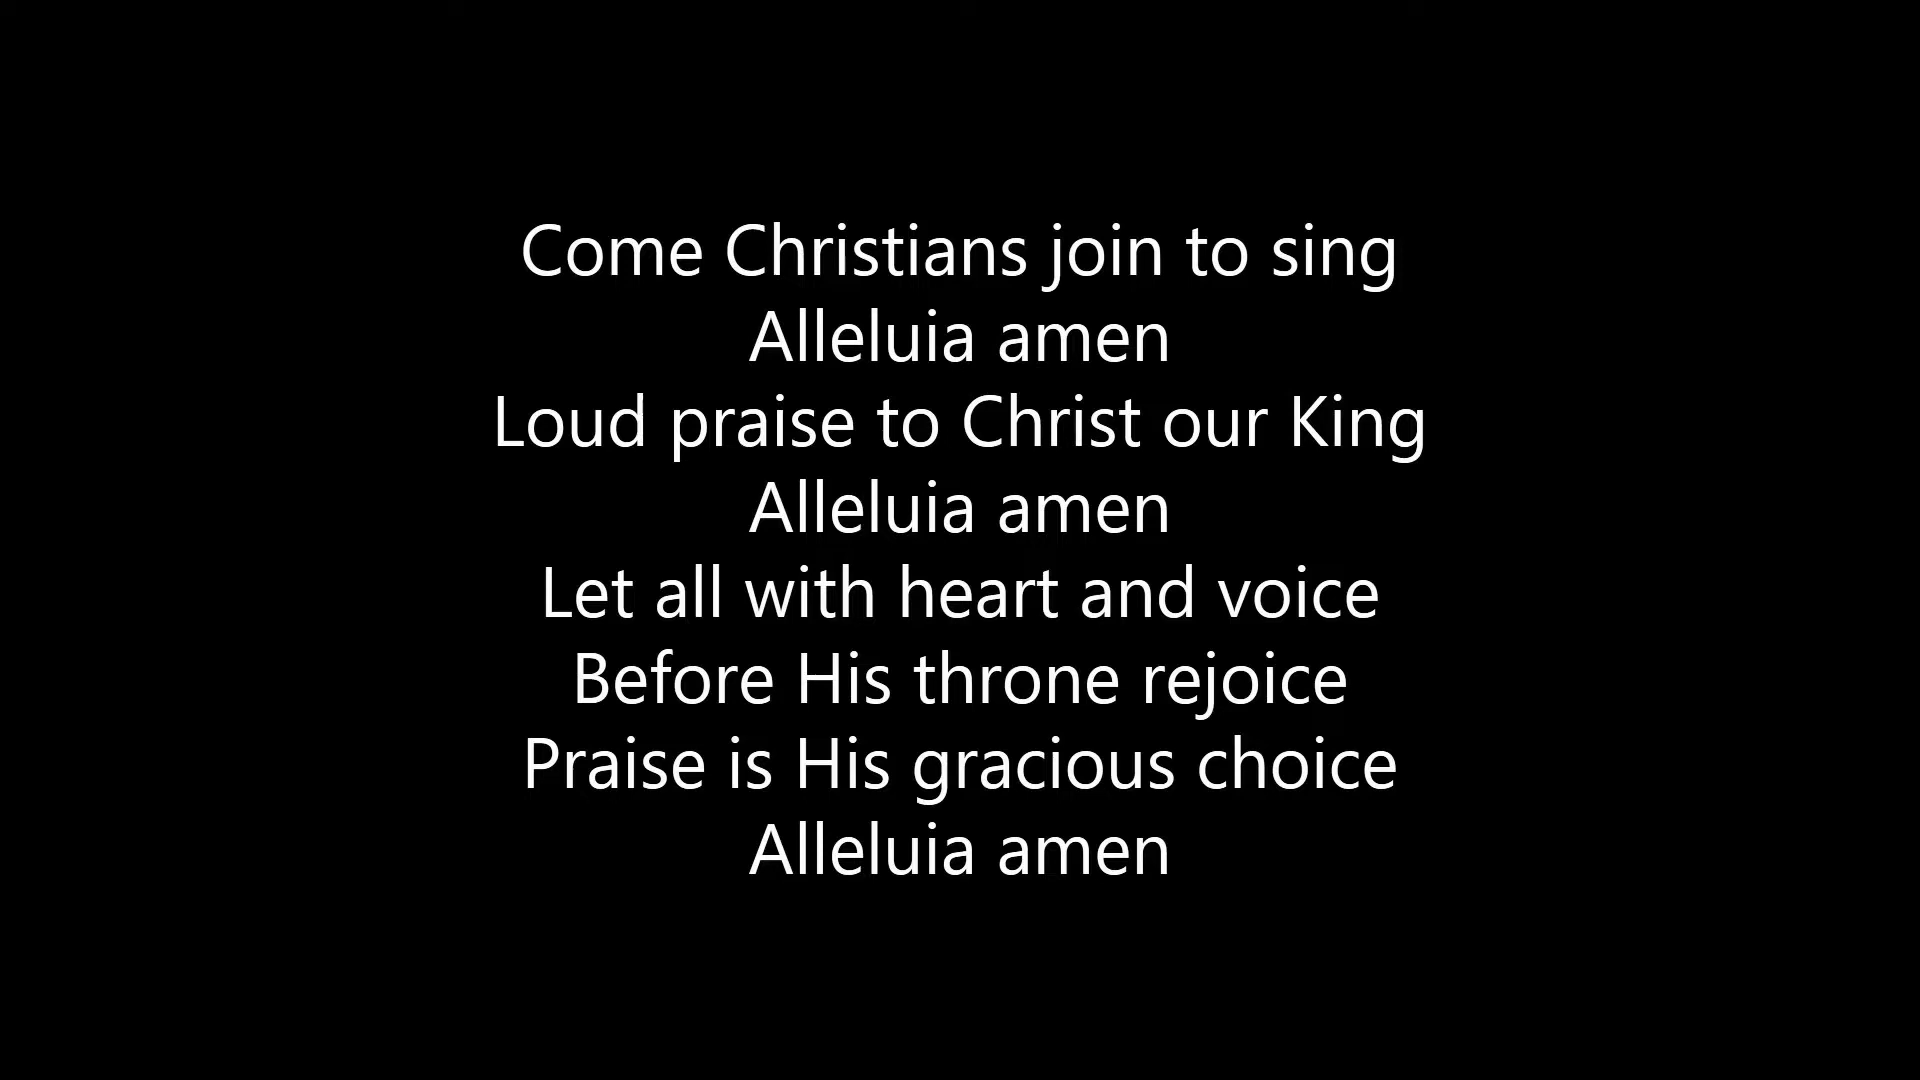 Come Christians join to sing
Alleluia amen
Loud praise to Christ our King
Alleluia amen
Let all with heart and voice
Before His throne rejoice
Praise is His gracious choice
Alleluia amen